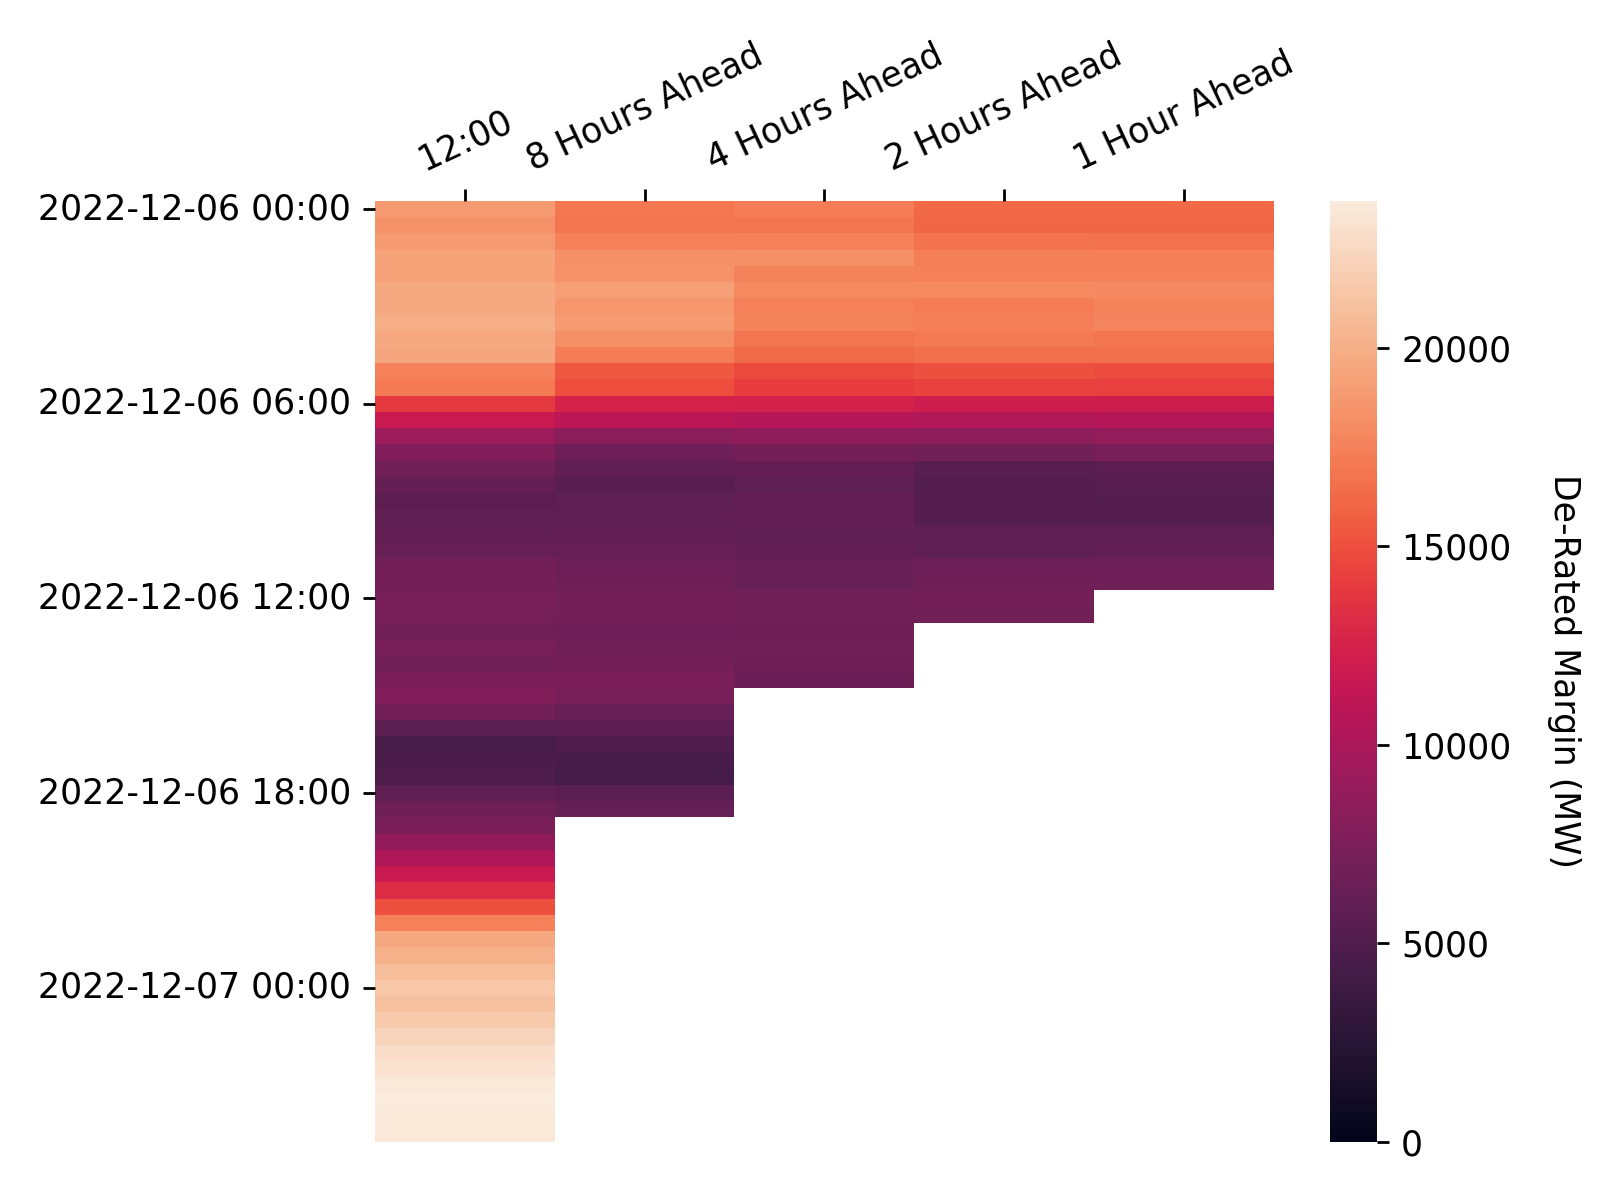 12:00
8 Hours Ahead
4 Hours Ahead
2 Hours Ahead
1 Hour Ahead
2022-12-06 00:00
2022-12-06 06:00
2022-12-06 12:00
2022-12-06 18:00
2022-12-07 00:00
20000
15000
10000
5000
0
De-Rated Margin (MW)